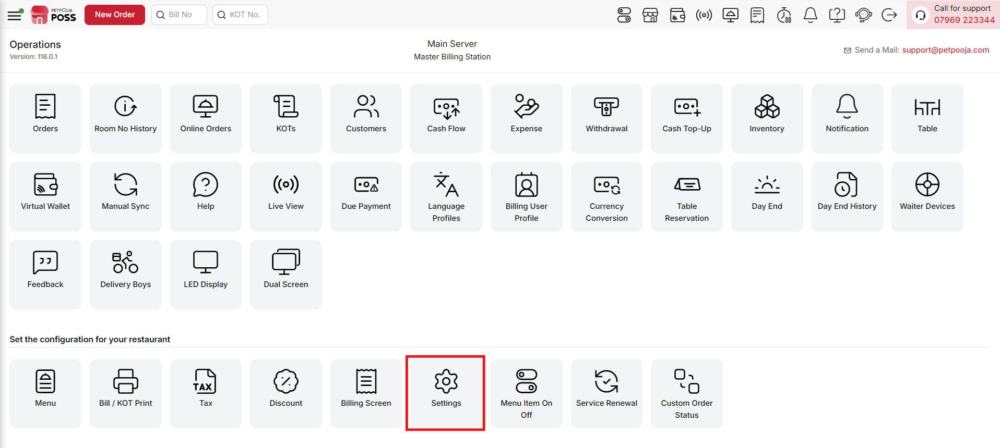 PETPOOJA
POSS
New Order
Bill No
KOT No.
Call for support
07969 223344
Operations
Version: 118.0.1
Main Server
Master Billing Station
Send a Mail: support@petpooja.com
Orders
Room No History
Online Orders
KOTs
Customers
Cash Flow
Expense
Withdrawal
Cash Top-Up
Inventory
Notification
Table
Virtual Wallet
Manual Sync
Help
Live View
Due Payment
Language
Profiles
Billing User
Profile
Currency
Conversion
Table
Reservation
Day End
Day End History
Waiter Devices
Feedback
Delivery Boys
LED Display
Dual Screen
Set the configuration for your restaurant
Menu
Bill / KOT Print
TAX
Tax
Discount
Billing Screen
Settings
Menu Item On
Off
Service Renewal
Custom Order
Status